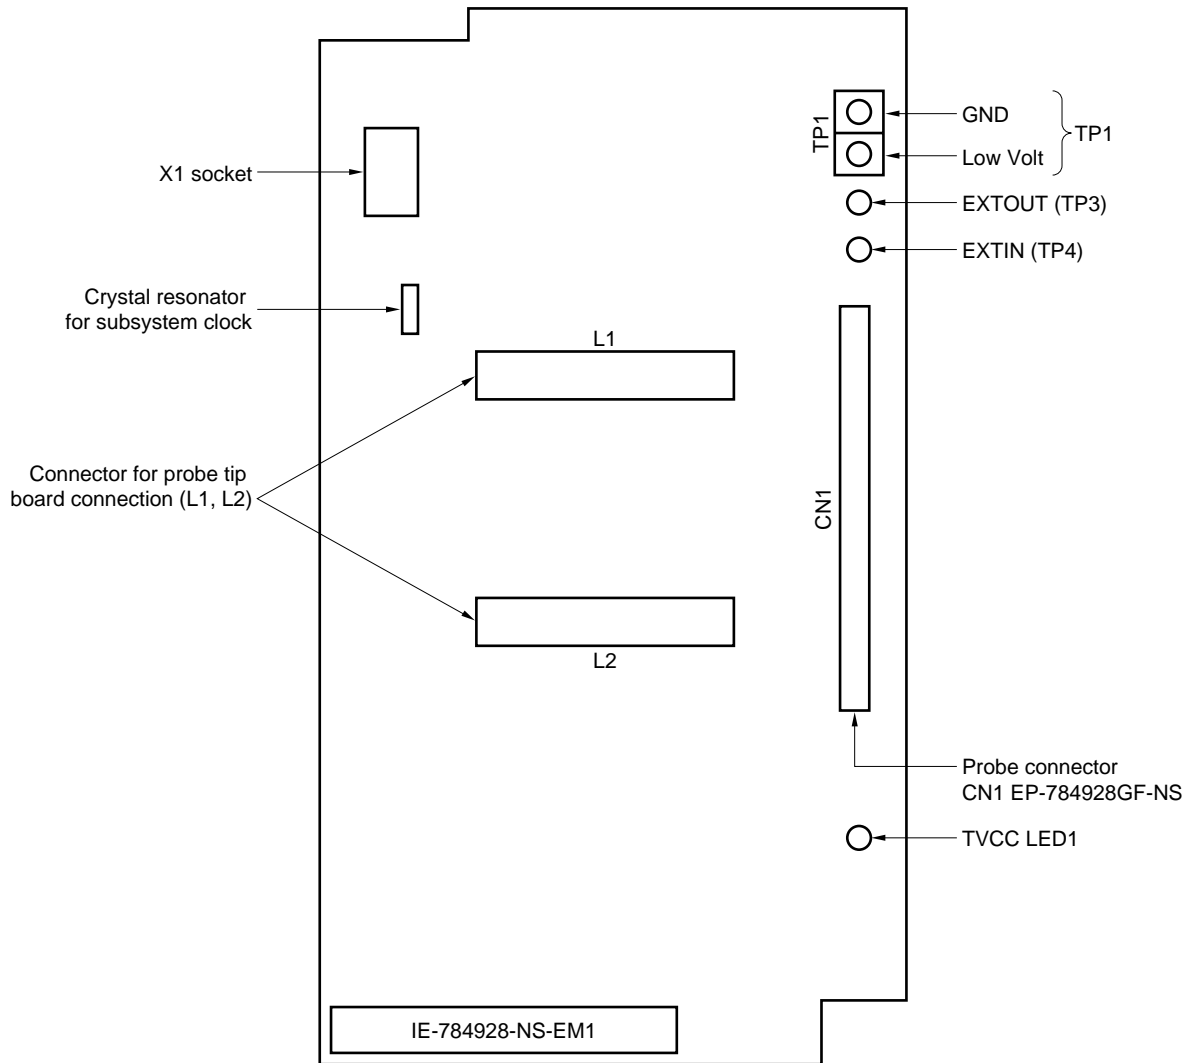 GND
TP1
TP1
Low Volt
X1 socket
EXTOUT (TP3)
EXTIN (TP4)
Crystal resonator
for subsystem clock
L1
Connector for probe tip
board connection (L1, L2)
CN1
L2
Probe connector
CN1 EP-784928GF-NS
TVCC LED1
IE-784928-NS-EM1